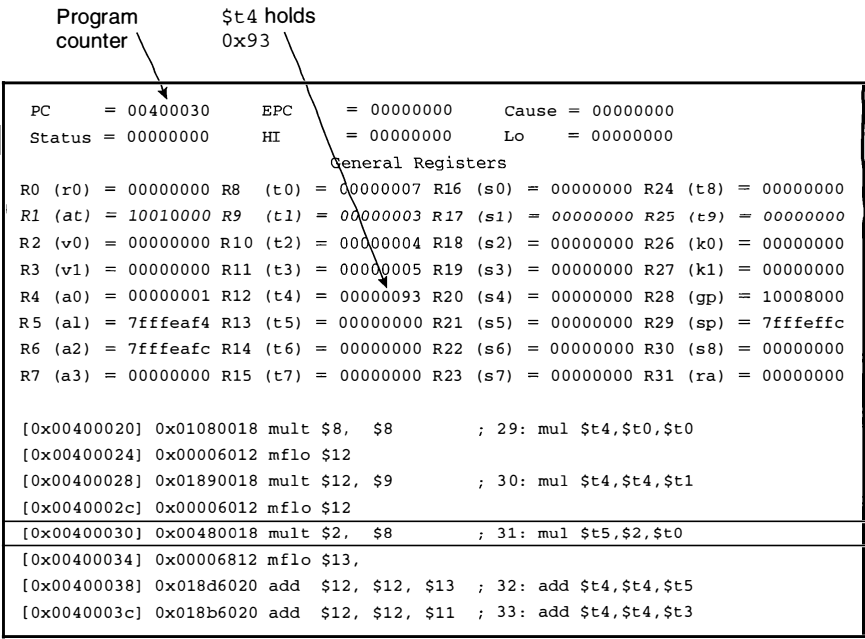 Program counter
$t4 holds 0x93
PC = 00400030 EPC = 00000000 Cause = 00000000
Status = 00000000 HI = 00000000 Lo = 00000000
General Registers
R0 (r0) = 00000000 R8 (t0) = 00000007 R16 (s0) = 00000000 R24 (t8) = 00000000
R1 (at) = 10010000 R9 (t1) = 00000003 R17 (s1) = 00000000 R25 (t9) = 00000000
R2 (v0) = 00000000 R10 (t2) = 00000004 R18 (s2) = 00000000 R26 (k0) = 00000000
R3 (v1) = 00000000 R11 (t3) = 00000005 R19 (s3) = 00000000 R27 (k1) = 00000000
R4 (a0) = 00000001 R12 (t4) = 00000093 R20 (s4) = 00000000 R28 (gp) = 10008000
R5 (a1) = 7fffeaf4 R13 (t5) = 00000000 R21 (s5) = 00000000 R29 (sp) = 7fffeffc
R6 (a2) = 7fffeafc R14 (t6) = 00000000 R22 (s6) = 00000000 R30 (s8) = 00000000
R7 (a3) = 00000000 R15 (t7) = 00000000 R23 (s7) = 00000000 R31 (ra) = 00000000
[0x00400020] 0x01080018 mult $8, $8 ; 29: mul $t4,$t0,$t0
[0x00400024] 0x00006012 mflo $12
[0x00400028] 0x01890018 mult $12, $9 ; 30: mul $t4,$t4,$t1
[0x0040002c] 0x00006012 mflo $12
[0x00400030] 0x00480018 mult $2, $8 ; 31: mul $t5,$2,$t0
[0x00400034] 0x00006812 mflo $13,
[0x00400038] 0x018d6020 add $12, $12, $13 ; 32: add $t4,$t4,$t5
[0x0040003c] 0x018b6020 add $12, $12, $11 ; 33: add $t4,$t4,$t3